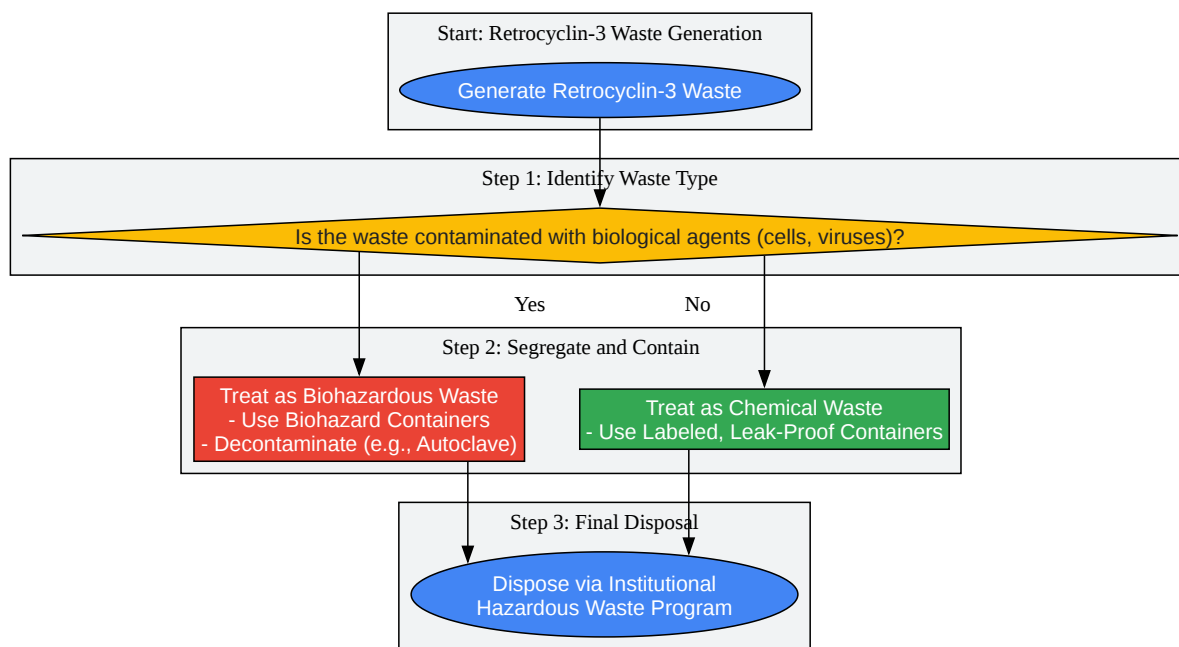 Start: Retrocyclin-3 Waste Generation
Generate Retrocyclin-3 Waste
Step 1: Identify Waste Type
Is the waste contaminated with biological agents (cells, viruses)?
Yes
No
Step 2: Segregate and Contain
Treat as Biohazardous Waste
- Use Biohazard Containers
- Decontaminate (e.g., Autoclave)
Treat as Chemical Waste
- Use Labeled, Leak-Proof Containers
Step 3: Final Disposal
Dispose via Institutional
Hazardous Waste Program